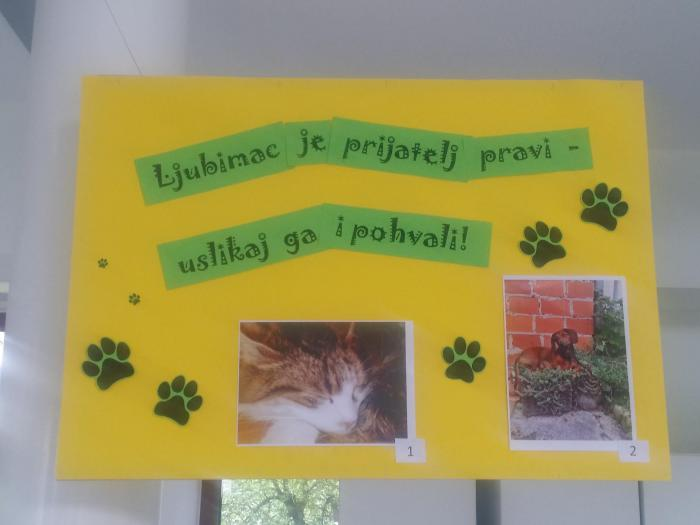 Ljubimac je prijatelj pravi -
uslikaj ga i pohvali!
1
2